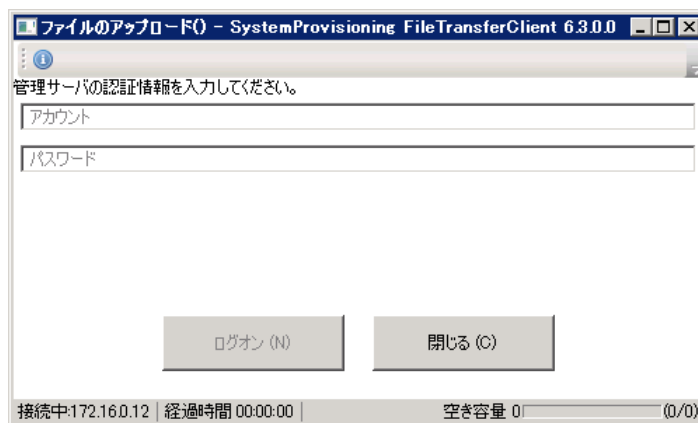 ファイルのアップロード() - SystemProvisioning FileTransferClient 6.3.0.0
管理サーバの認証情報を入力してください。
アカウント
パスワード
ログオン (N)
閉じる (C)
接続中:172.16.0.12
経過時間 00:00:00
空き容量 0
(0/0)